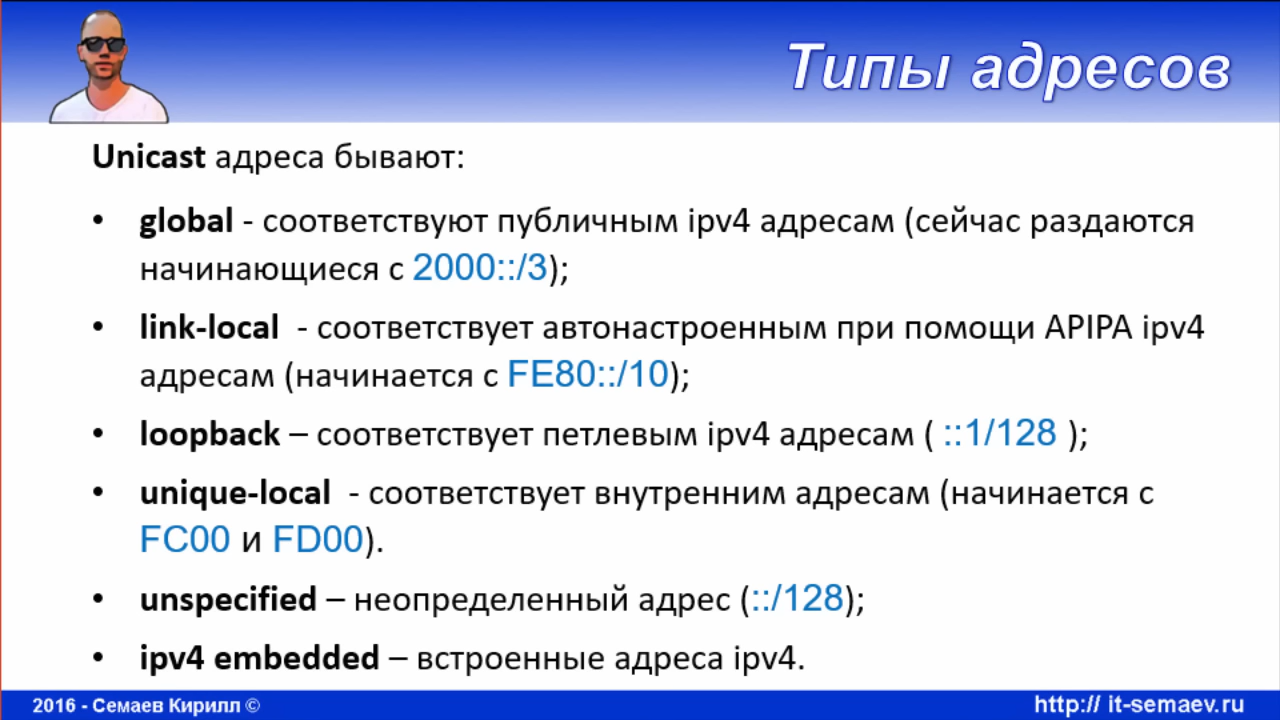 Типы адресов
Unicast адреса бывают:
• global - соответствуют публичным ipv4 адресам (сейчас раздаются
начинающиеся с 2000::/3);
• link-local - соответствует автонастроенным при помощи APIPA ipv4
адресам (начинается с FE80::/10);
• loopback – соответствует петлевым ipv4 адресам ( ::1/128 );
• unique-local - соответствует внутренним адресам (начинается с
FC00 и FD00).
• unspecified – неопределенный адрес (::/128);
• ipv4 embedded – встроенные адреса ipv4.
2016 - Семаев Кирилл ©
http:// it-semaev.ru